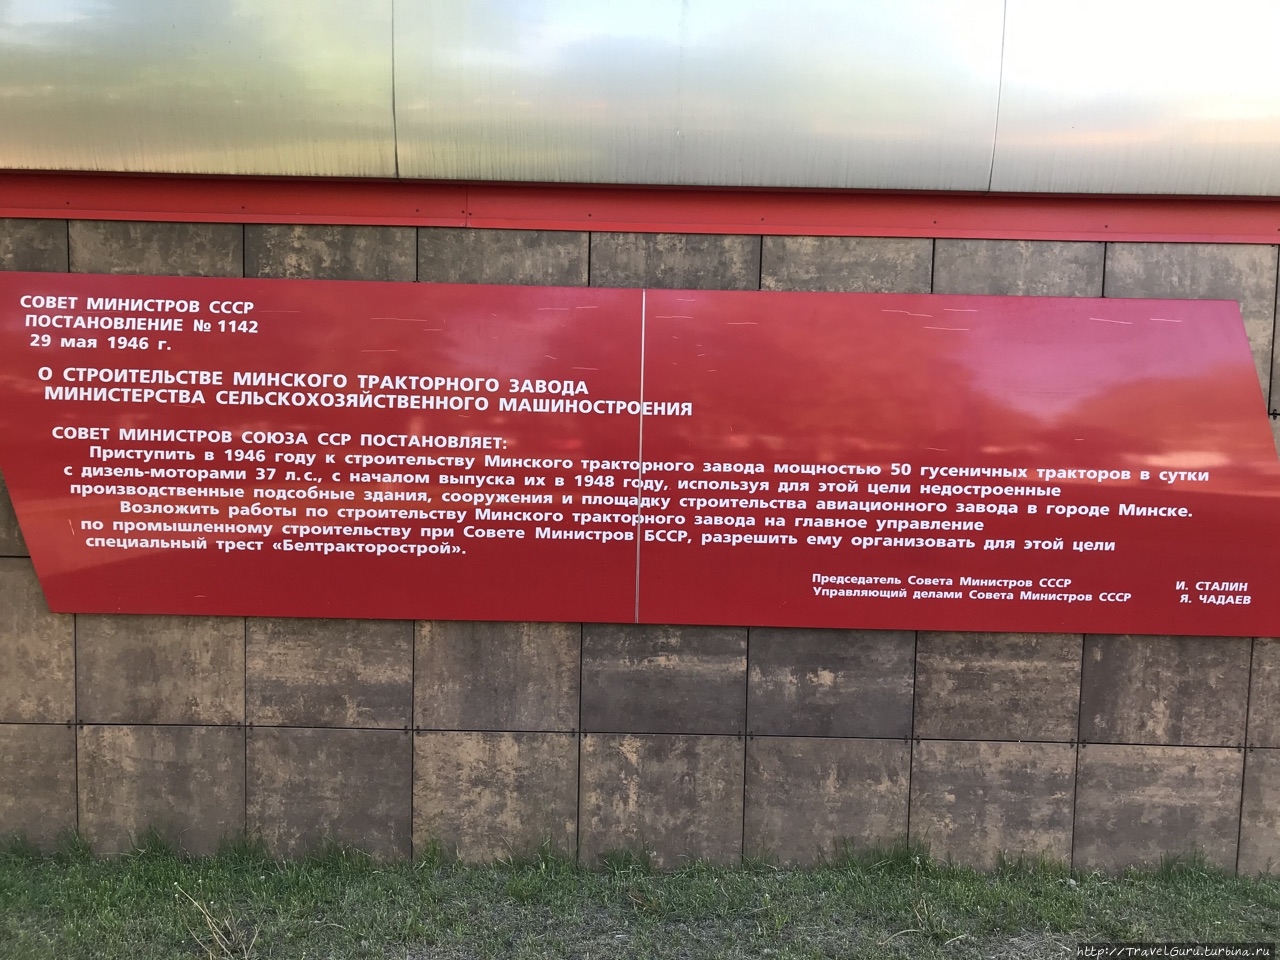 СОВЕТ МИНИСТРОВ СССР
ПОСТАНОВЛЕНИЕ № 1142
29 мая 1946 г.
О СТРОИТЕЛЬСТВЕ МИНСКОГО ТРАКТОРНОГО ЗАВОДА
МИНИСТЕРСТВА СЕЛЬСКОХОЗЯЙСТВЕННОГО МАШИНОСТРОЕНИЯ
СОВЕТ МИНИСТРОВ СОЮЗА ССР ПОСТАНОВЛЯЕТ:
Приступить в 1946 году к строительству Минского тракторного завода мощностью 50 гусеничных тракторов в сутки
с дизель-моторами 37 л.с., с началом выпуска их в 1948 году, используя для этой цели недостроенные
производственные подсобные здания, сооружения и площадку строительства авиационного завода в городе Минске.
Возложить работы по строительству Минского тракторного завода на главное управление
по промышленному строительству при Совете Министров БССР, разрешить ему организовать для этой цели
специальный трест «Белтракторострой».
Председатель Совета Министров СССР И. СТАЛИН
Управляющий делами Совета Министров СССР Я. ЧАДАЕВ
http://TravelGuru.turbina.ru